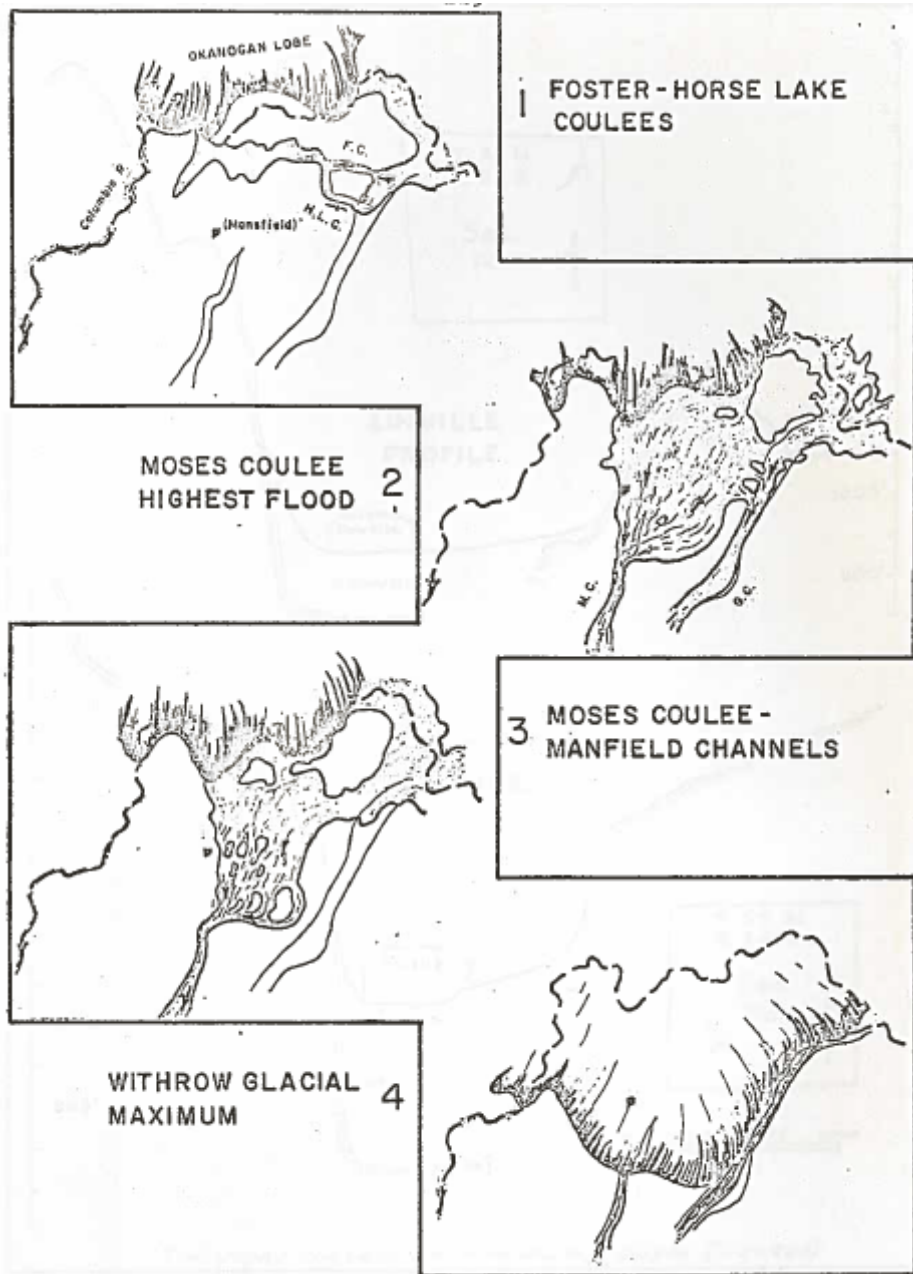 OKANOGAN LOBE
1 FOSTER-HORSE LAKE
COULEES
F.C.
Columbia R.
H.L.C.
(Mansfield)
MOSES COULEE 2
HIGHEST FLOOD
M.C.
G.C.
3 MOSES COULEE-
MANFIELD CHANNELS
WITHROW GLACIAL 4
MAXIMUM